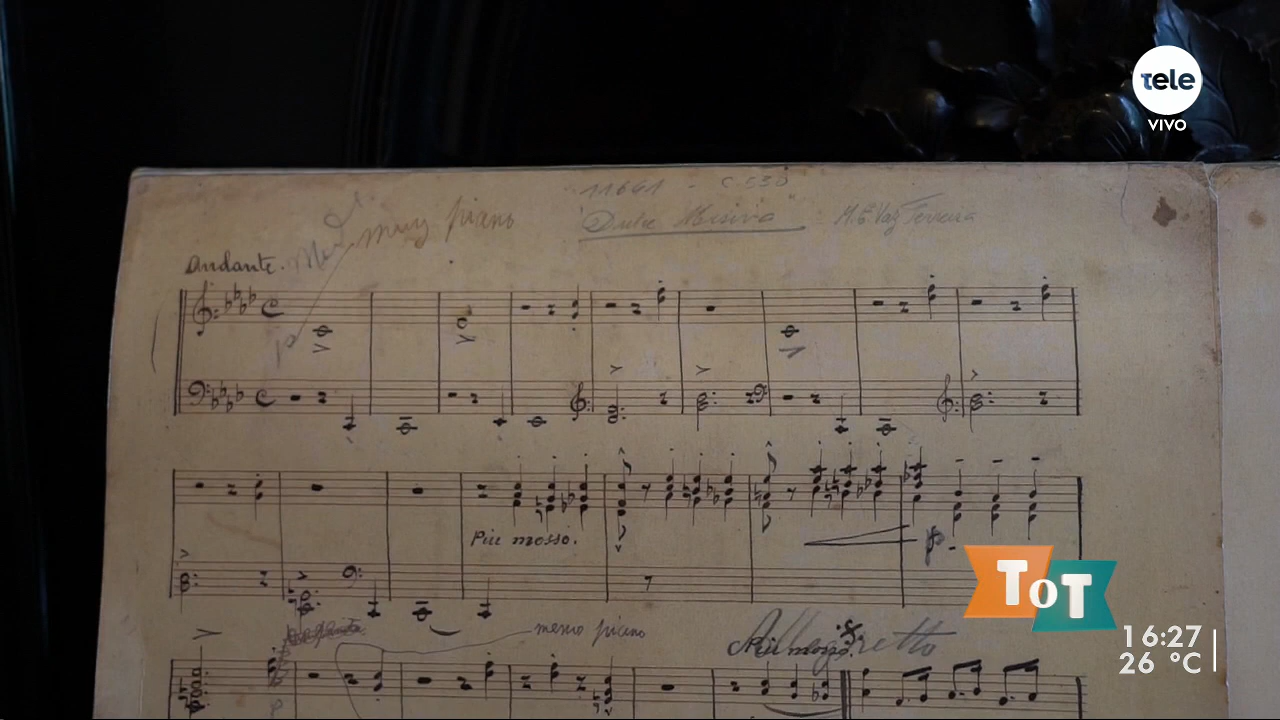 tele
VIVO
11661 - C.530
muy piano
"Dulce Misiva" M.E. Vaz Ferreira
Andante.
Più mosso.
p.
TOT
16:27
26 °C
meno piano
Allegretto